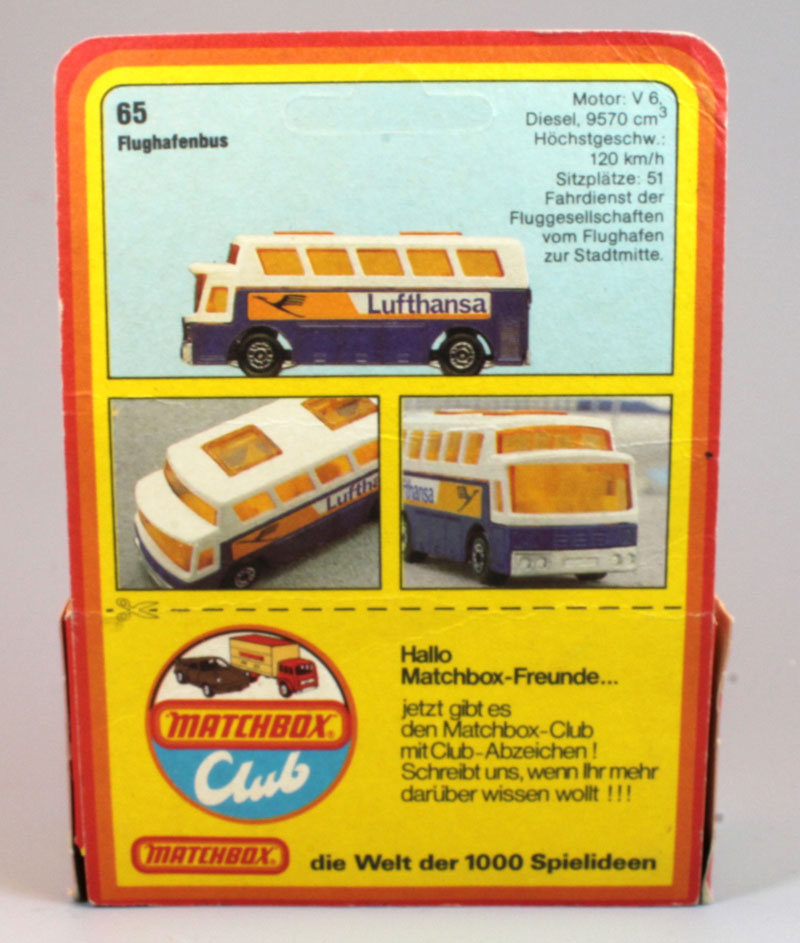 65
Flughafenbus
Motor: V 6,
Diesel, 9570 cm³
Höchstgeschw.:
120 km/h
Sitzplätze: 51
Fahrdienst der
Fluggesellschaften
vom Flughafen
zur Stadtmitte.
Lufthansa
Luftha
thansa
MATCHBOX
Club
Hallo
Matchbox-Freunde...
jetzt gibt es
den Matchbox-Club
mit Club-Abzeichen!
Schreibt uns, wenn Ihr mehr
darüber wissen wollt !!!
MATCHBOX
die Welt der 1000 Spielideen